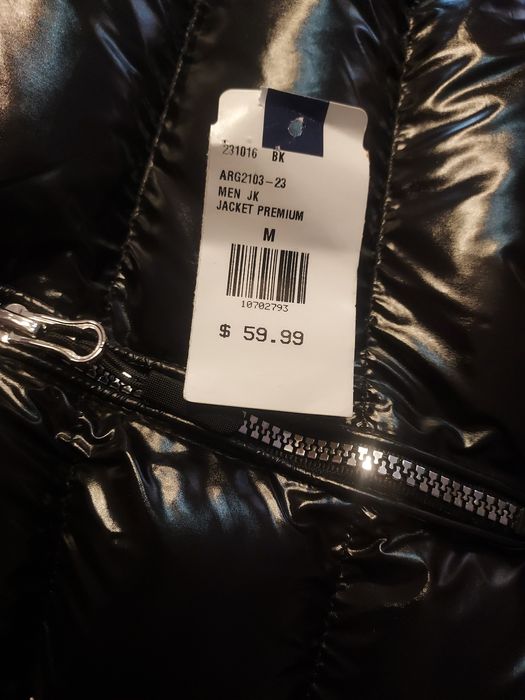 231016 BK
ARG2103-23
MEN JK
JACKET PREMIUM
M
10702793
$ 59.99